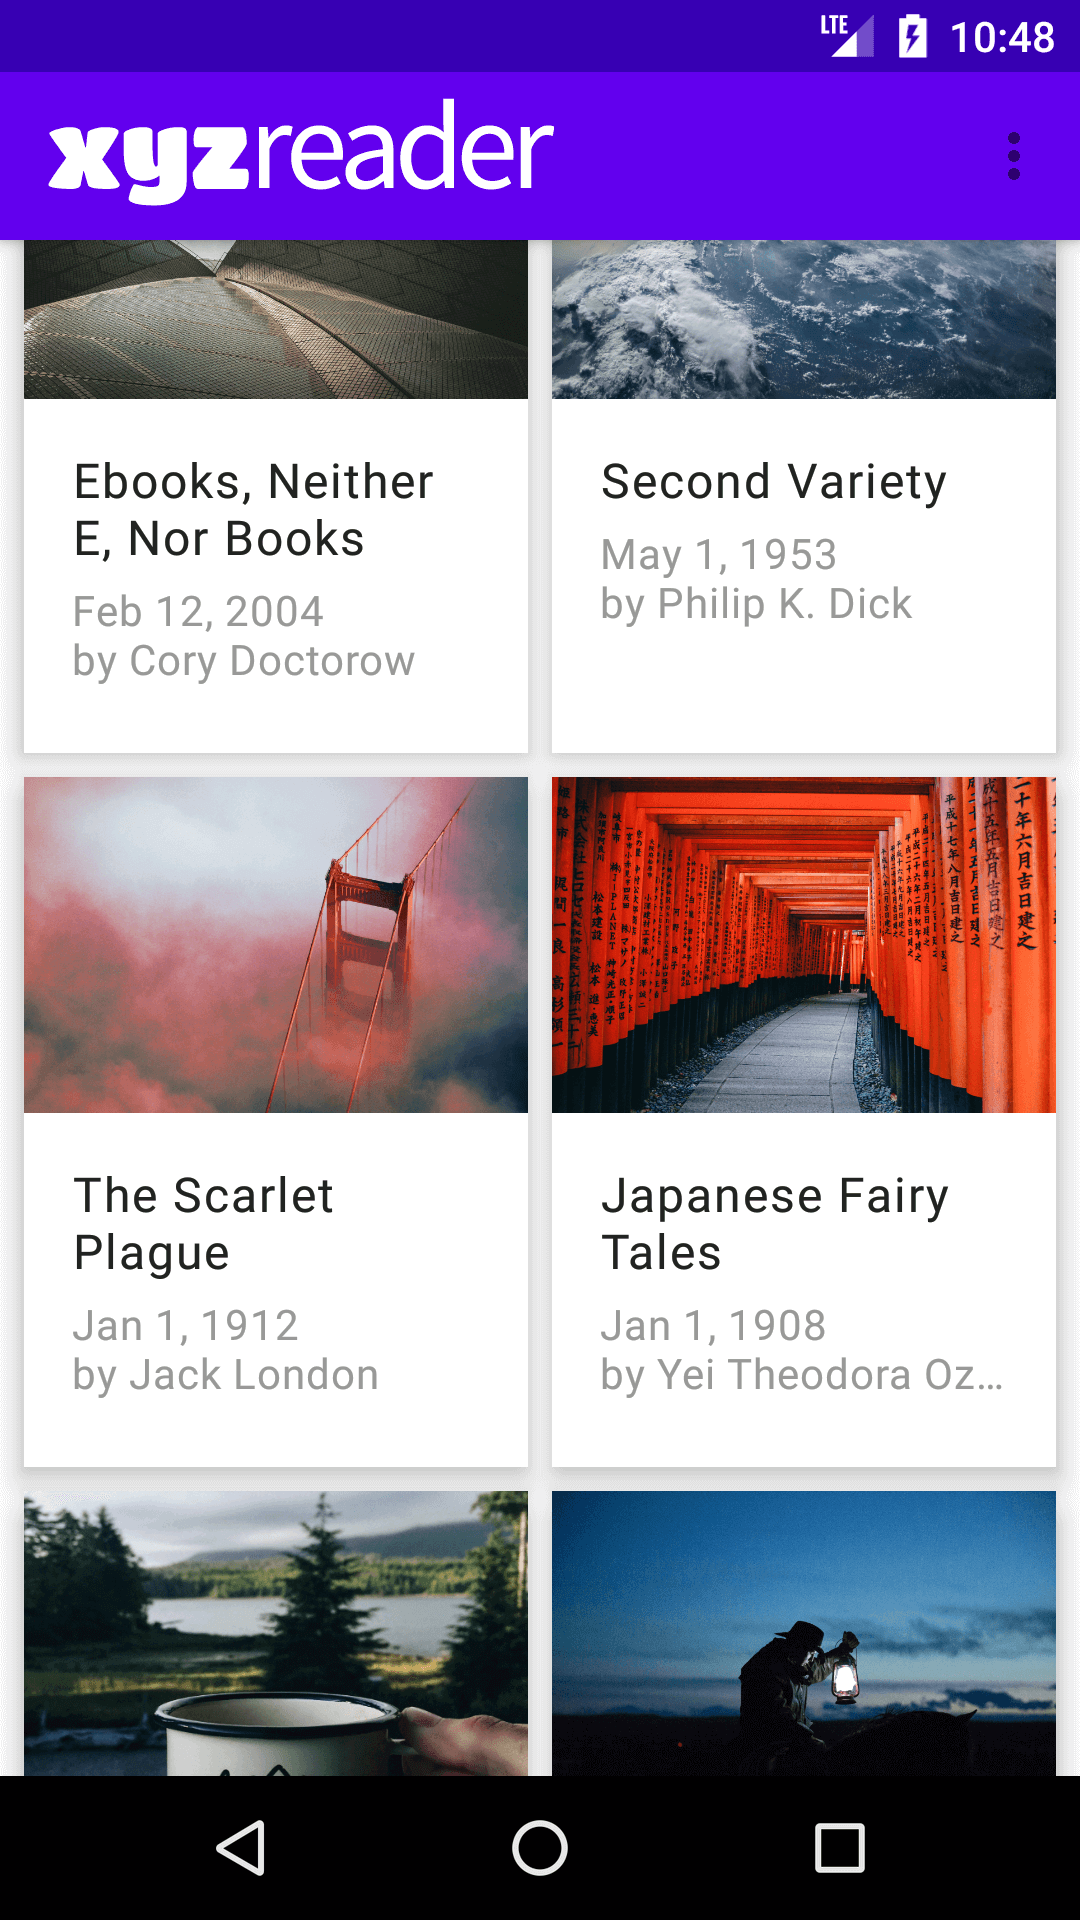 LTE 10:48
xyzreader
Ebooks, Neither
E, Nor Books
Feb 12, 2004
by Cory Doctorow
Second Variety
May 1, 1953
by Philip K. Dick
The Scarlet
Plague
Jan 1, 1912
by Jack London
Japanese Fairy
Tales
Jan 1, 1908
by Yei Theodora Oz…